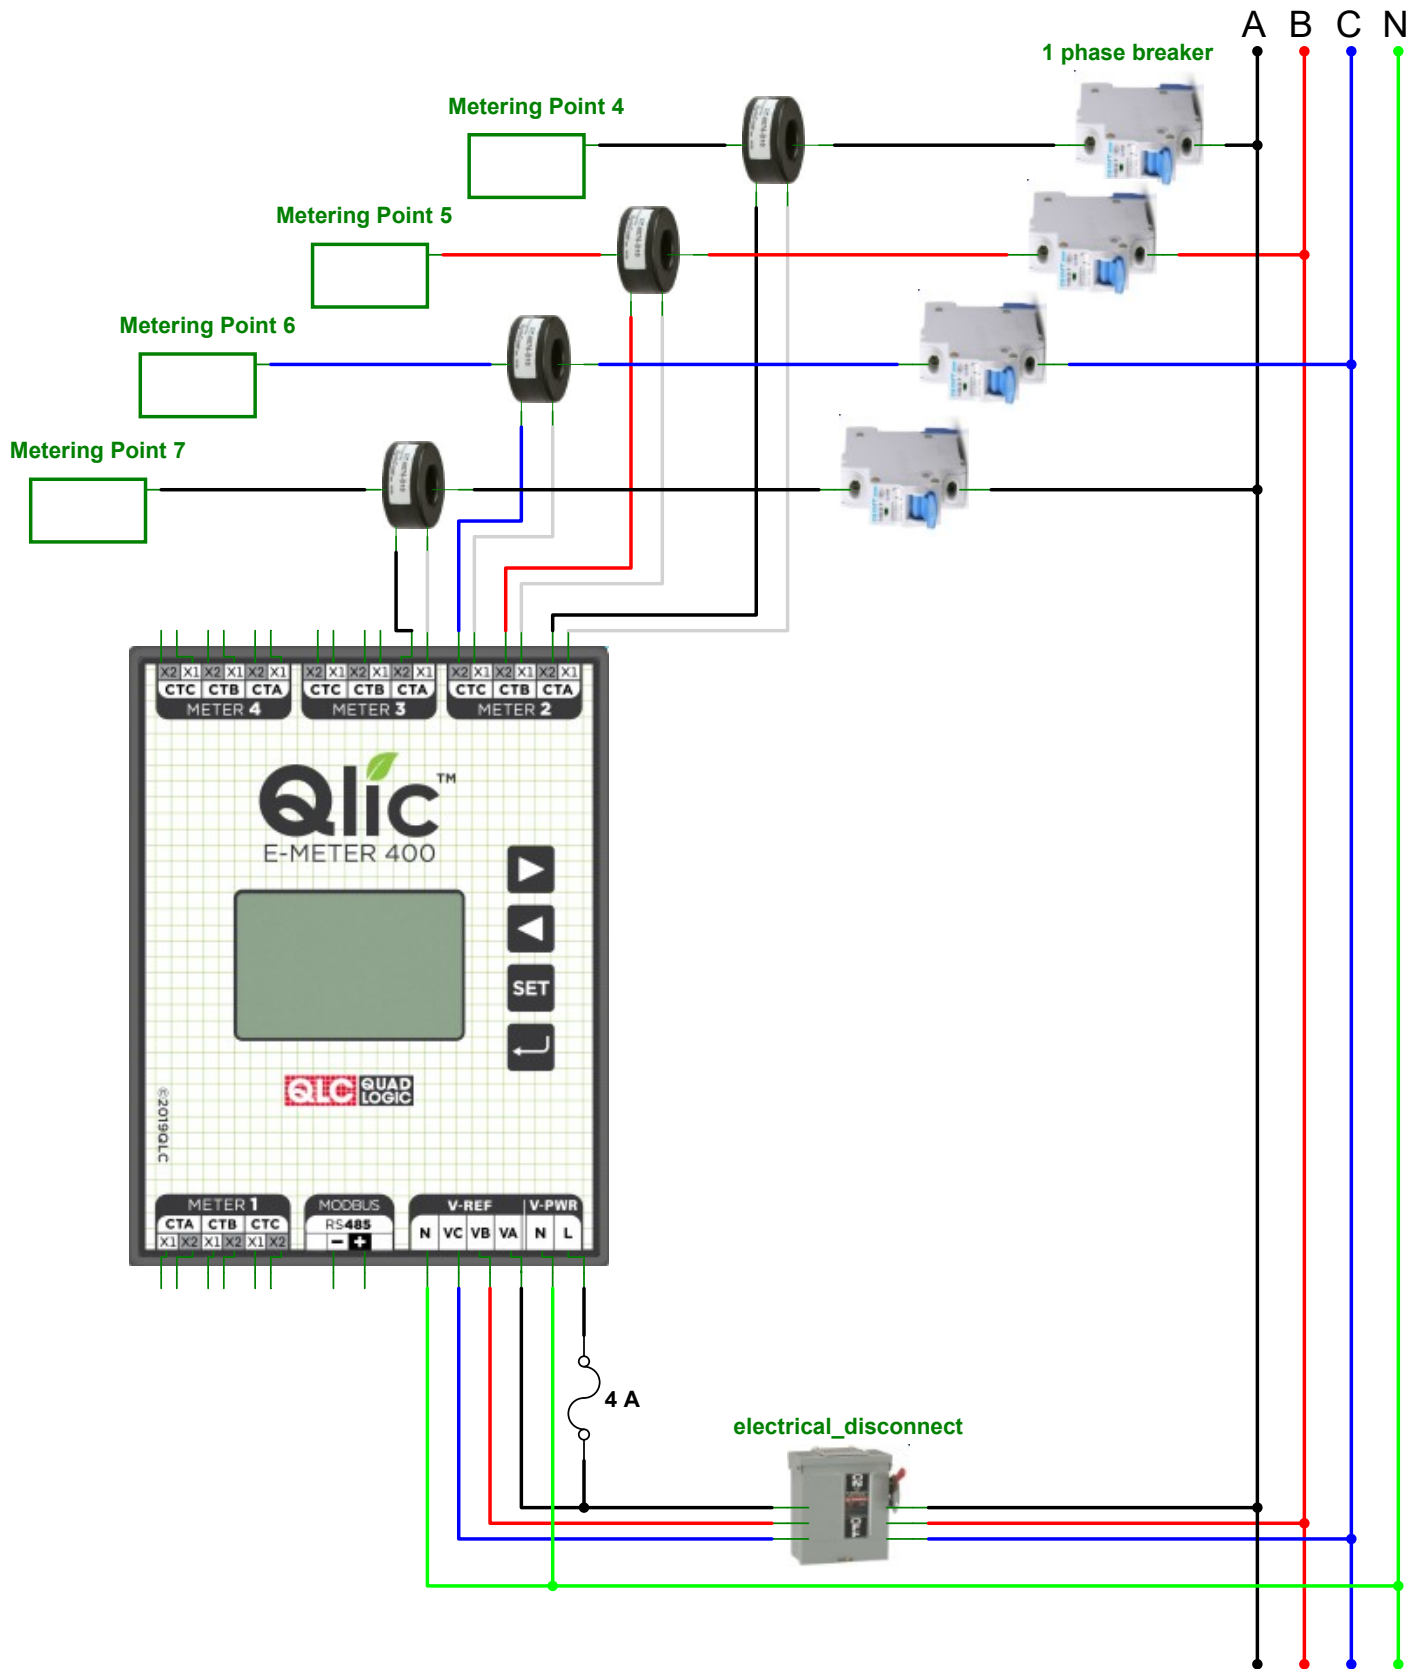 A B C N
1 phase breaker
Metering Point 4
Metering Point 5
Metering Point 6
Metering Point 7
X2 X1 X2 X1 X2 X1 X2 X1 X2 X1 X2 X1 X2 X1 X2 X1 X2 X1
CTC CTB CTA CTC CTB CTA CTC CTB CTA
METER 4 METER 3 METER 2
Qlic™
E-METER 400
SET
QLC QUAD
LOGIC
©2019QLC
METER 1 MODBUS V-REF V-PWR
CTA CTB CTC RS485 N VC VB VA N L
X1 X2 X1 X2 X1 X2 − +
4 A
electrical_disconnect